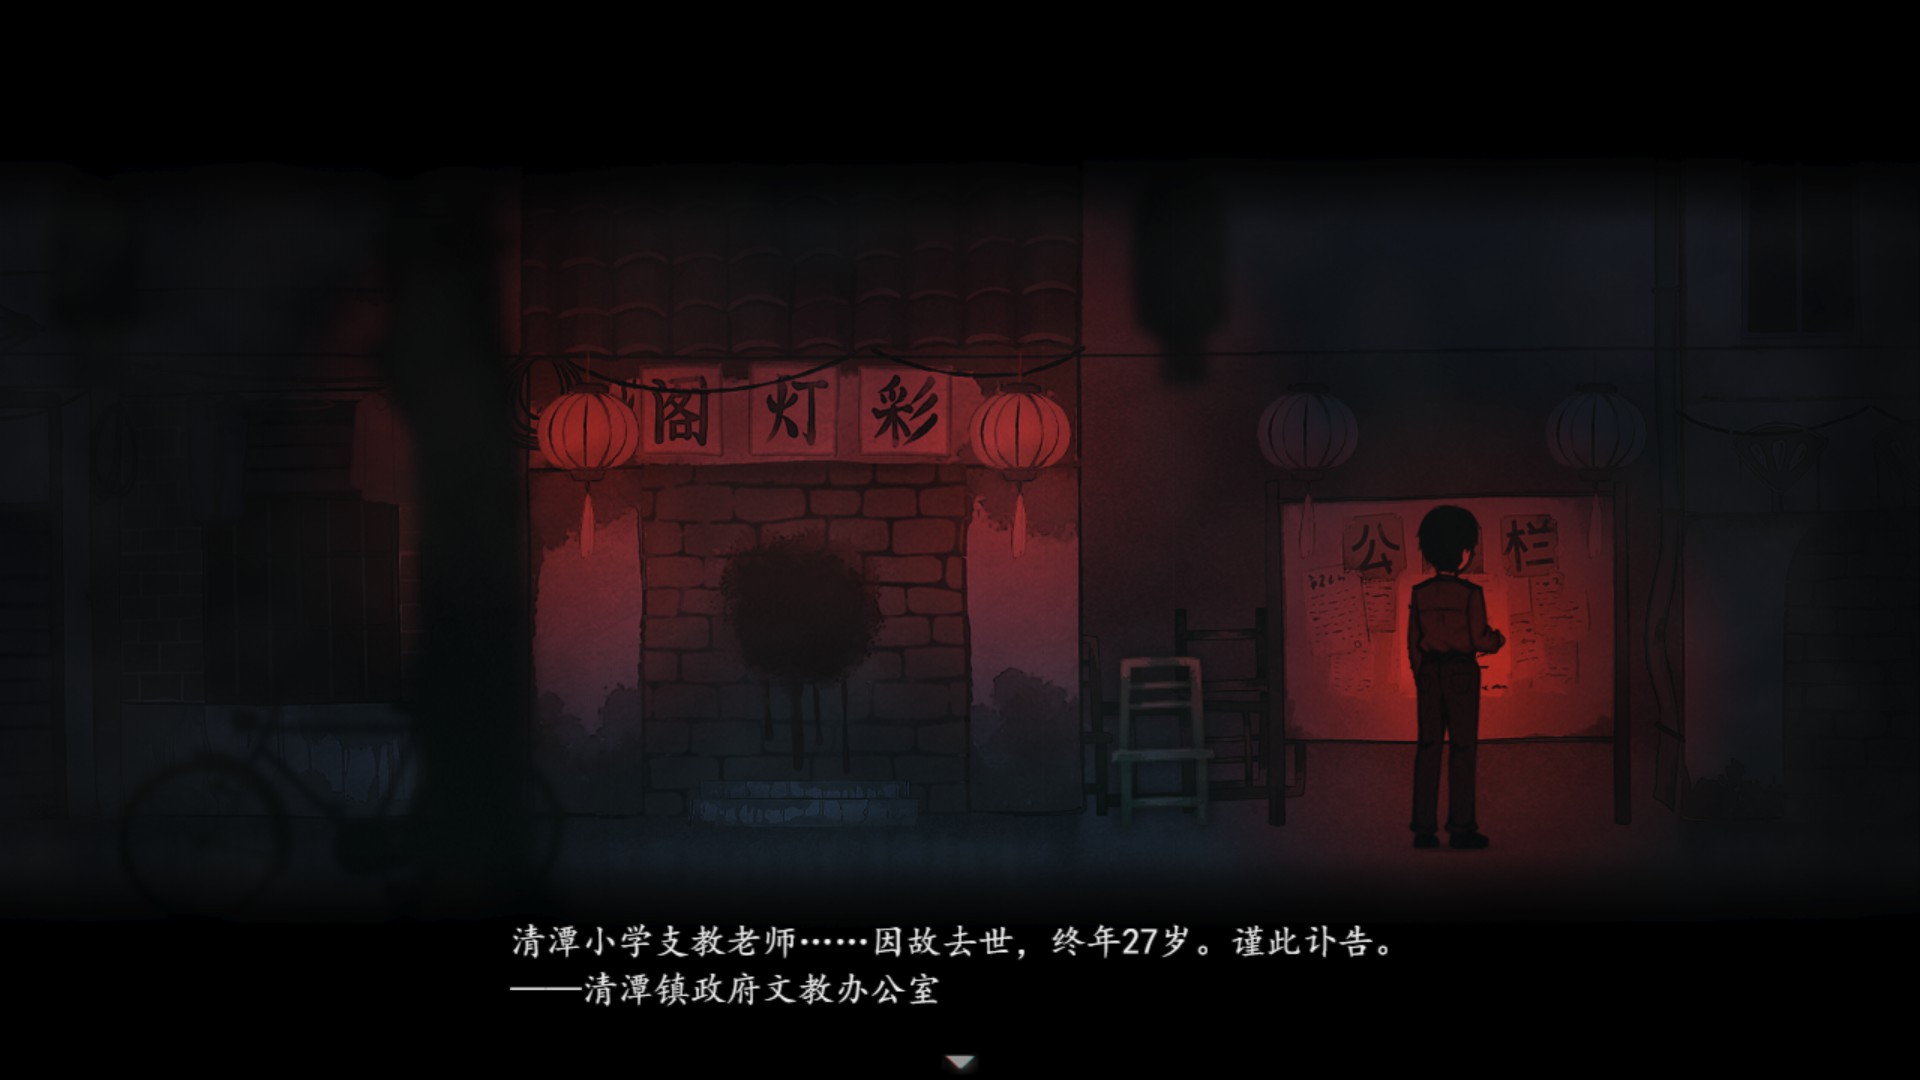 阁灯彩
公 栏
清潭小学支教老师……因故去世，终年27岁。谨此讣告。
——清潭镇政府文教办公室